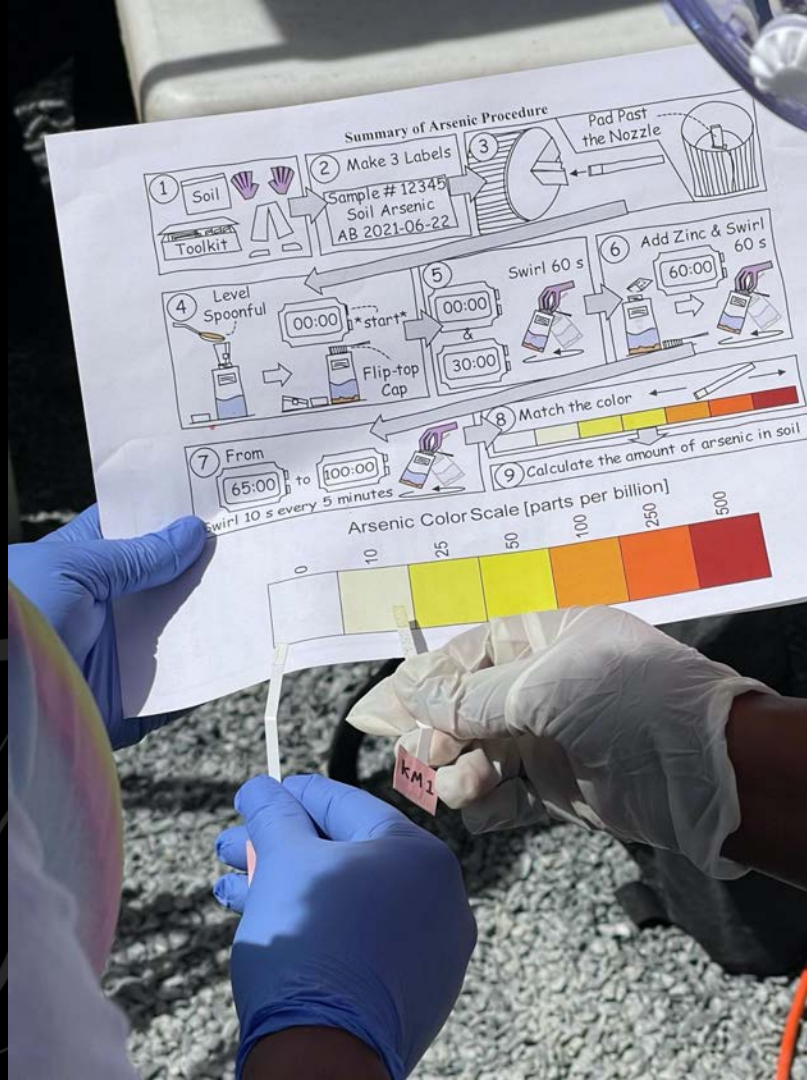 Summary of Arsenic Procedure
1
Soil
Toolkit
2 Make 3 Labels
Sample # 12345
Soil Arsenic
AB 2021-06-22
3
Pad Past
the Nozzle
4
Level
Spoonful
00:00 *start*
Flip-top
Cap
5
00:00
&
30:00
Swirl 60 s
6 Add Zinc & Swirl
60 s
60:00
7 From
65:00 to 100:00
Swirl 10 s every 5 minutes
8 Match the color
9 Calculate the amount of arsenic in soil
Arsenic Color Scale [parts per billion]
0 10 25 50 100 250 500
KM1